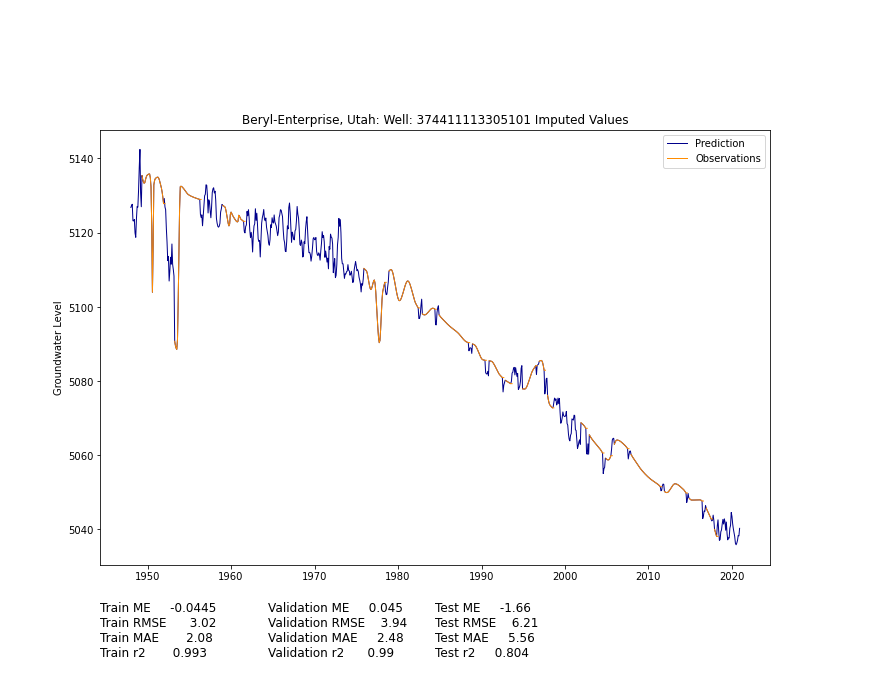 Beryl-Enterprise, Utah: Well: 374411113305101 Imputed Values
Prediction
Observations
Groundwater Level
5140
5120
5100
5080
5060
5040
1950 1960 1970 1980 1990 2000 2010 2020
Train ME -0.0445 Validation ME 0.045 Test ME -1.66
Train RMSE 3.02 Validation RMSE 3.94 Test RMSE 6.21
Train MAE 2.08 Validation MAE 2.48 Test MAE 5.56
Train r2 0.993 Validation r2 0.99 Test r2 0.804